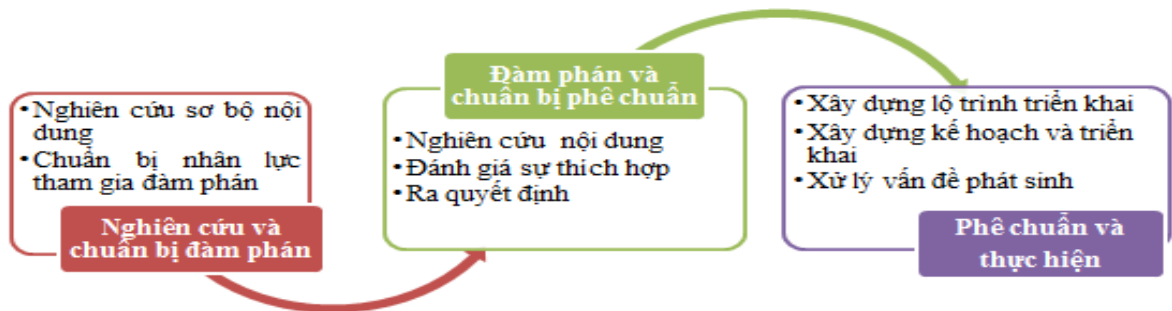 • Nghiên cứu sơ bộ nội
dung
• Chuẩn bị nhân lực
tham gia đàm phán
Nghiên cứu và
chuẩn bị đàm phán
Đàm phán và
chuẩn bị phê chuẩn
• Nghiên cứu nội dung
• Đánh giá sự thích hợp
• Ra quyết định
• Xây dựng lộ trình triển khai
• Xây dựng kế hoạch và triển
khai
• Xử lý vấn đề phát sinh
Phê chuẩn và
thực hiện